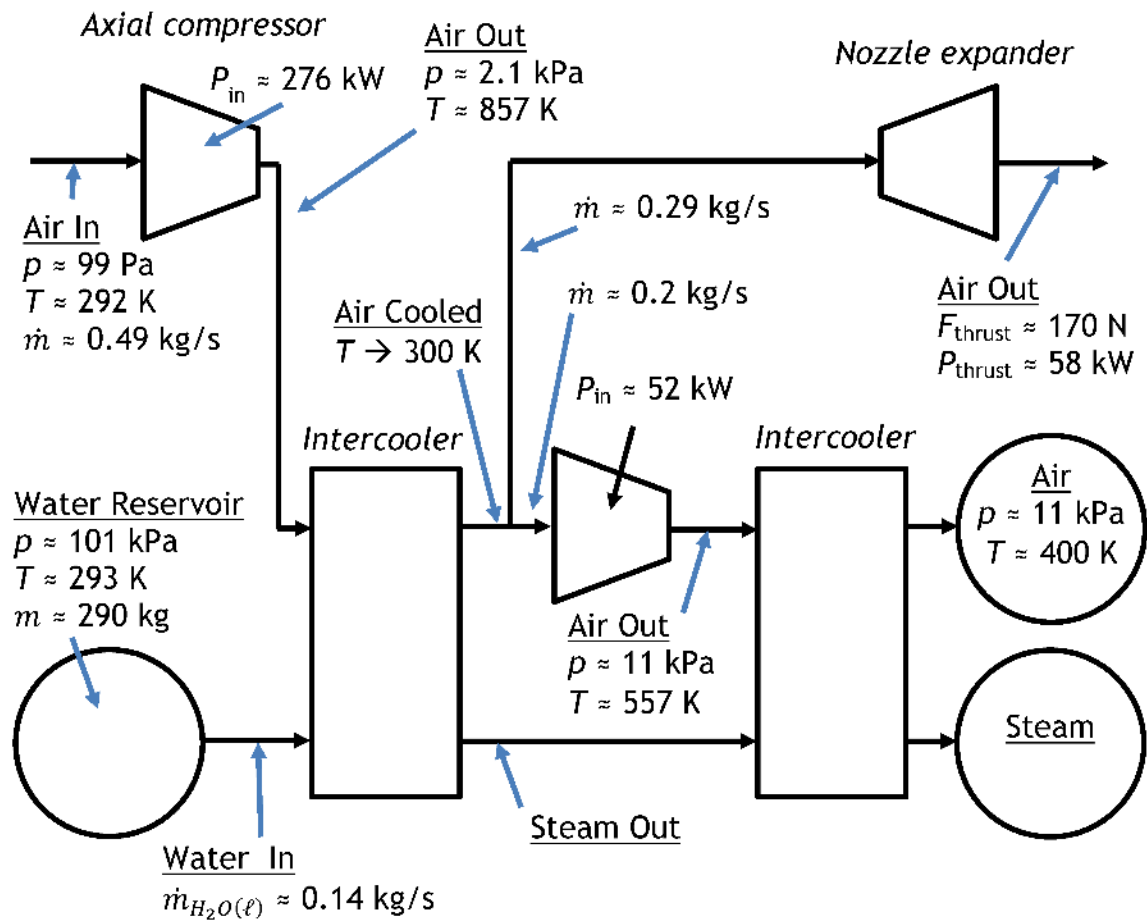 Axial compressor
P_in ≈ 276 kW
Air Out
p ≈ 2.1 kPa
T ≈ 857 K
Nozzle expander
Air In
p ≈ 99 Pa
T ≈ 292 K
ṁ ≈ 0.49 kg/s
ṁ ≈ 0.29 kg/s
ṁ ≈ 0.2 kg/s
Air Cooled
T → 300 K
Air Out
F_thrust ≈ 170 N
P_thrust ≈ 58 kW
P_in ≈ 52 kW
Intercooler
Intercooler
Water Reservoir
p ≈ 101 kPa
T ≈ 293 K
m ≈ 290 kg
Air
p ≈ 11 kPa
T ≈ 400 K
Air Out
p ≈ 11 kPa
T ≈ 557 K
Steam
Steam Out
Water In
ṁ_H₂O(ℓ) ≈ 0.14 kg/s